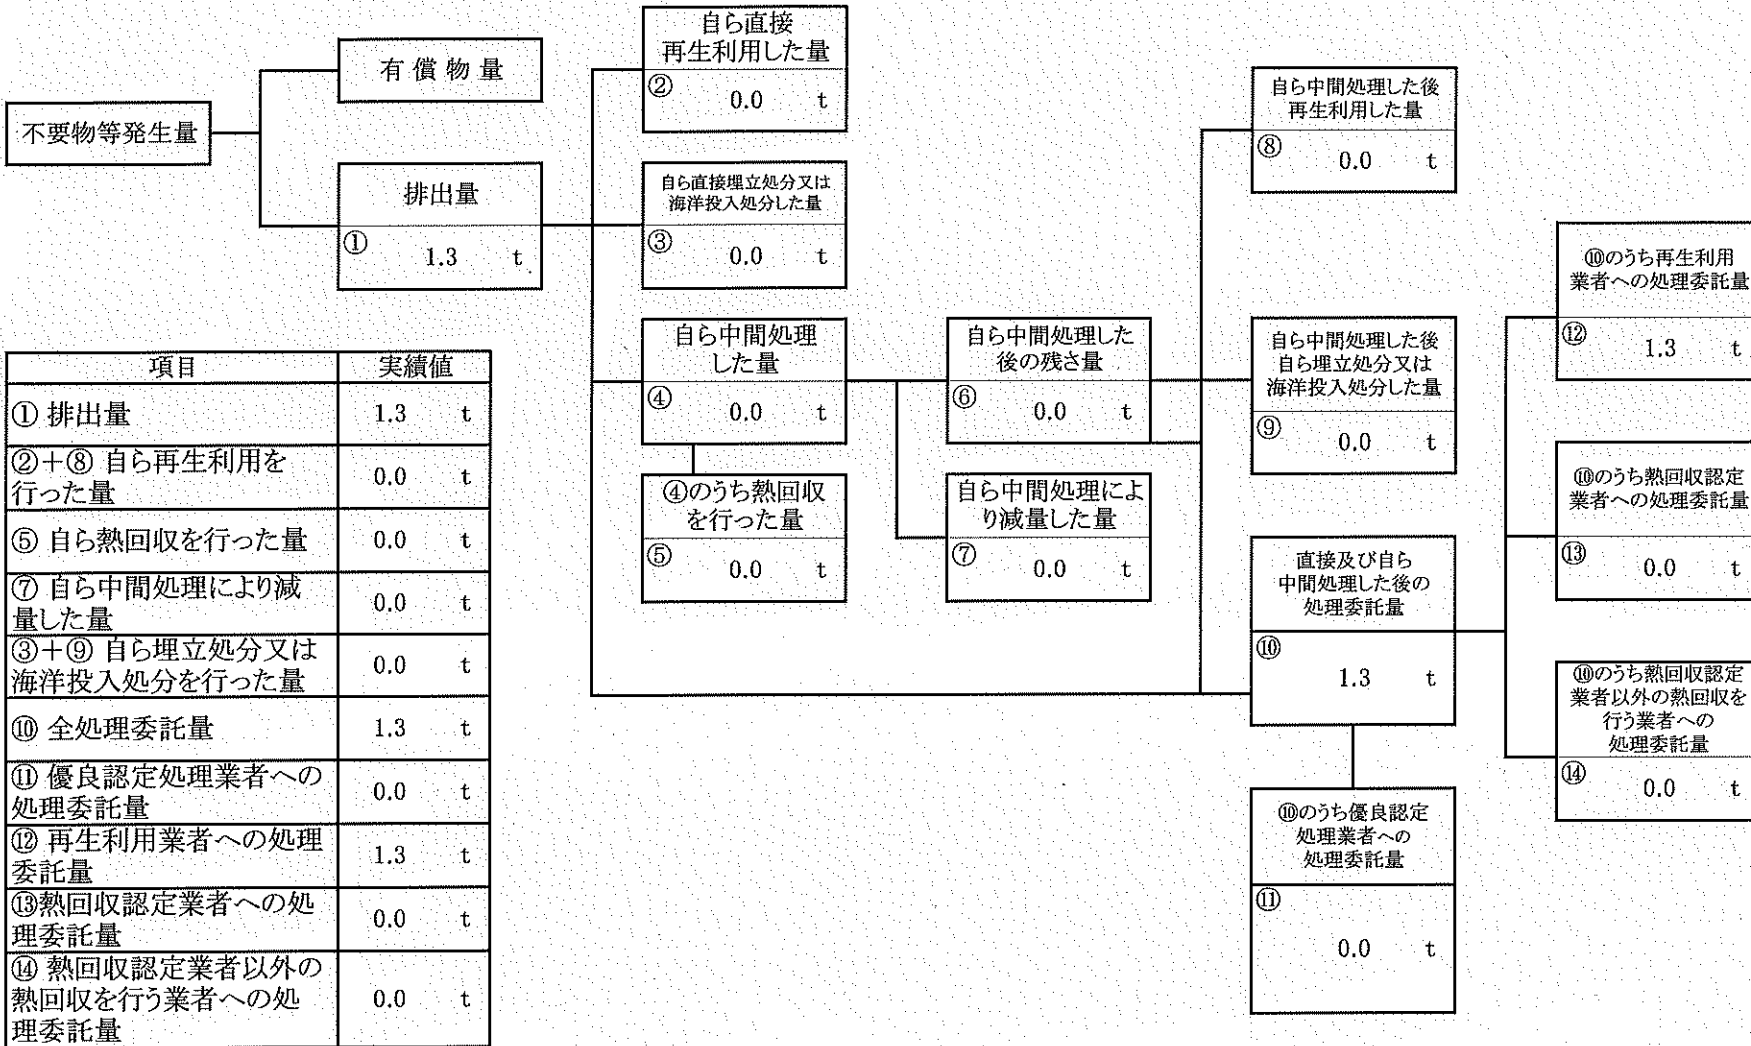 不要物等発生量
有償物量
排出量
① 1.3 t
自ら直接
再生利用した量
② 0.0 t
自ら直接埋立処分又は
海洋投入処分した量
③ 0.0 t
自ら中間処理
した量
④ 0.0 t
④のうち熱回収
を行った量
⑤ 0.0 t
自ら中間処理した
後の残さ量
⑥ 0.0 t
自ら中間処理によ
り減量した量
⑦ 0.0 t
自ら中間処理した後
再生利用した量
⑧ 0.0 t
自ら中間処理した後
自ら埋立処分又は
海洋投入処分した量
⑨ 0.0 t
直接及び自ら
中間処理した後の
処理委託量
⑩ 1.3 t
⑩のうち優良認定
処理業者への
処理委託量
⑪ 0.0 t
⑩のうち再生利用
業者への処理委託量
⑫ 1.3 t
⑩のうち熱回収認定
業者への処理委託量
⑬ 0.0 t
⑩のうち熱回収認定
業者以外の熱回収を
行う業者への
処理委託量
⑭ 0.0 t
項目 実績値
① 排出量 1.3 t
②+⑧ 自ら再生利用を
行った量 0.0 t
⑤ 自ら熱回収を行った量 0.0 t
⑦ 自ら中間処理により減
量した量 0.0 t
③+⑨ 自ら埋立処分又は
海洋投入処分を行った量 0.0 t
⑩ 全処理委託量 1.3 t
⑪ 優良認定処理業者への
処理委託量 0.0 t
⑫ 再生利用業者への処理
委託量 1.3 t
⑬熱回収認定業者への処
理委託量 0.0 t
⑭ 熱回収認定業者以外の
熱回収を行う業者への処
理委託量 0.0 t